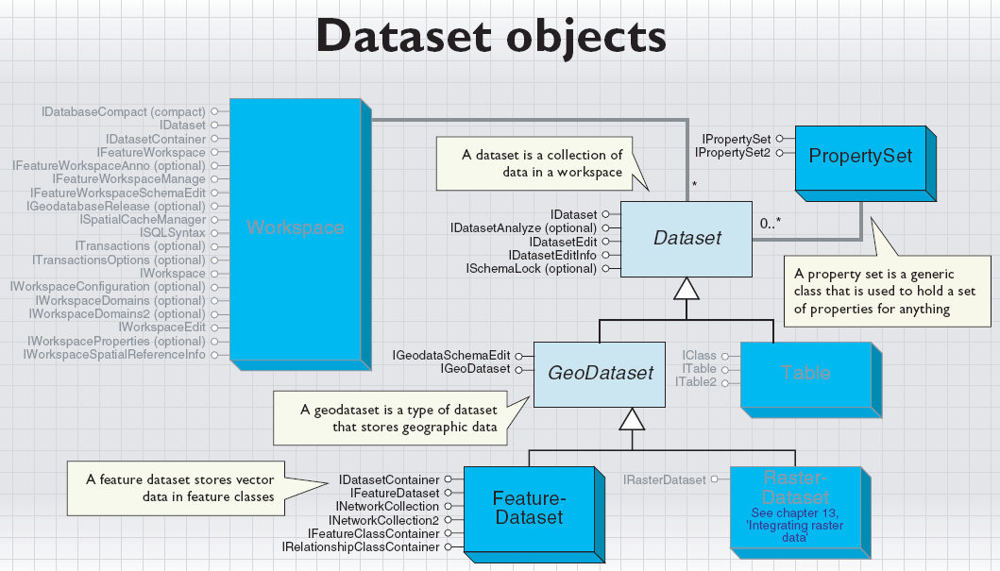 Dataset objects
IDatabaseCompact (compact)
IDataset
IDatasetContainer
IFeatureWorkspace
IFeatureWorkspaceAnno (optional)
IFeatureWorkspaceManage
IFeatureWorkspaceSchemaEdit
IGeodatabaseRelease (optional)
ISpatialCacheManager
ISQLSyntax
ITransactions (optional)
ITransactionsOptions (optional)
IWorkspace
IWorkspaceConfiguration (optional)
IWorkspaceDomains (optional)
IWorkspaceDomains2 (optional)
IWorkspaceEdit
IWorkspaceProperties (optional)
IWorkspaceSpatialReferenceInfo
Workspace
A dataset is a collection of
data in a workspace
*
IPropertySet
IPropertySet2
PropertySet
IDataset
IDatasetAnalyze (optional)
IDatasetEdit
IDatasetEditInfo
ISchemaLock (optional)
Dataset
0..*
A property set is a generic
class that is used to hold a set
of properties for anything
IGeodataSchemaEdit
IGeoDataset
GeoDataset
IClass
ITable
ITable2
Table
A geodataset is a type of dataset
that stores geographic data
A feature dataset stores vector
data in feature classes
IDatasetContainer
IFeatureDataset
INetworkCollection
INetworkCollection2
IFeatureClassContainer
IRelationshipClassContainer
Feature-
Dataset
IRasterDataset
Raster-
Dataset
See chapter 13,
'Integrating raster
data'